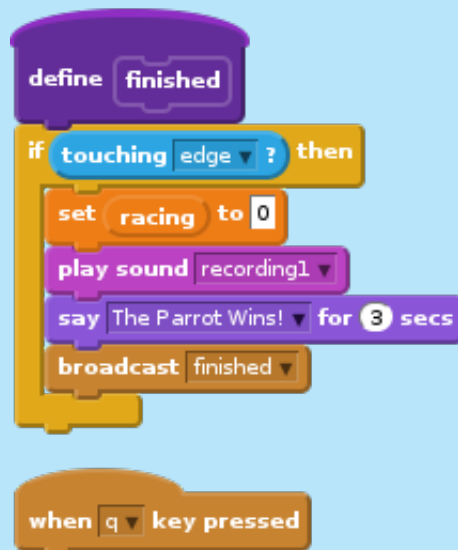 define finished
if touching edge ? then
set racing to 0
play sound recording1
say The Parrot Wins! for 3 secs
broadcast finished
when q key pressed